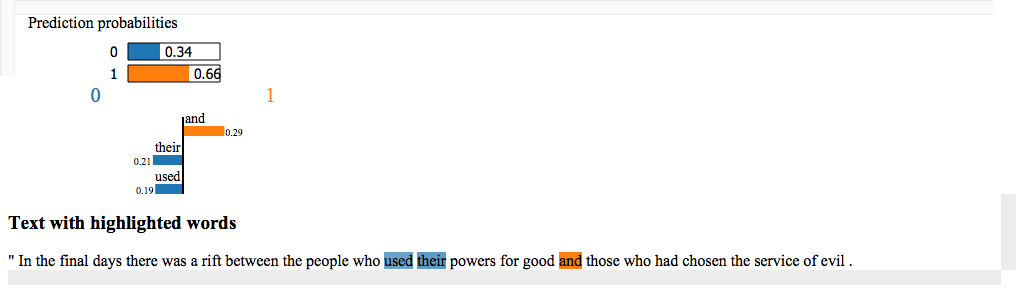 Prediction probabilities
0 0.34
1 0.66
0 1
and
0.29
their
0.21
used
0.19
Text with highlighted words
" In the final days there was a rift between the people who used their powers for good and those who had chosen the service of evil .